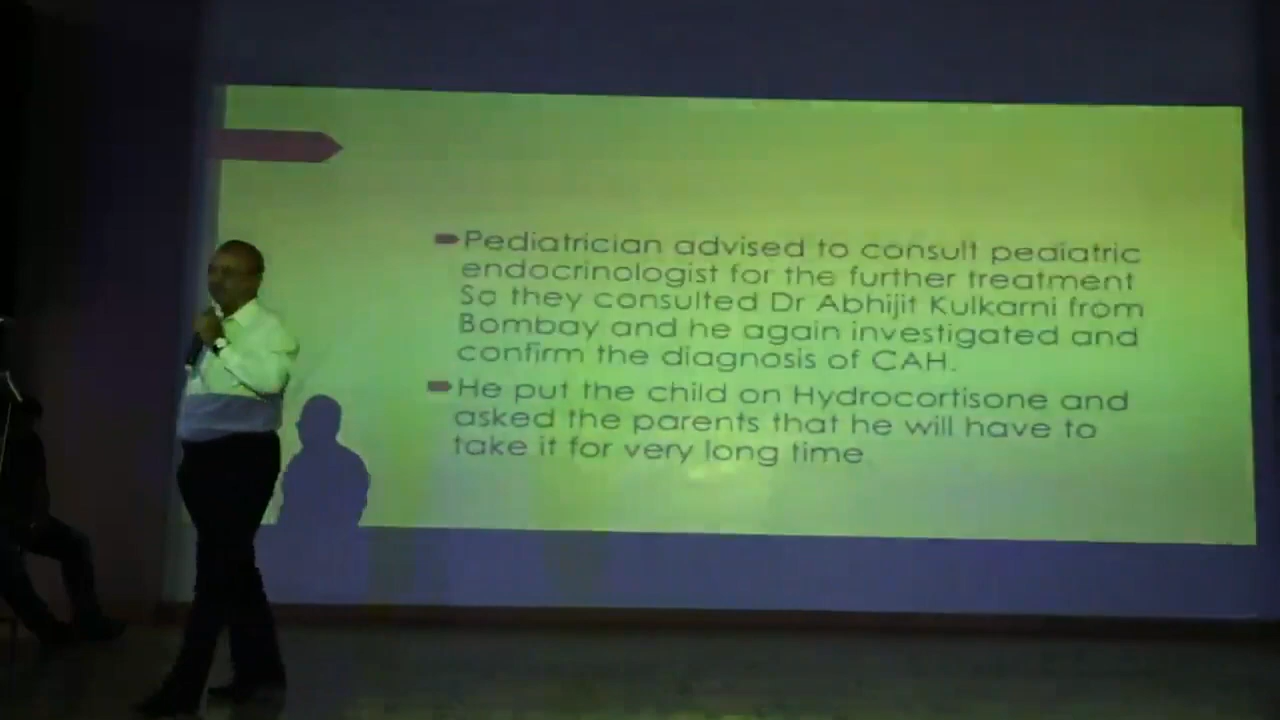 Pediatrician advised to consult pediatric
endocrinologist for the further treatment
So they consulted Dr Abhijit Kulkarni from
Bombay and he again investigated and
confirm the diagnosis of CAH.
He put the child on Hydrocortisone and
asked the parents that he will have to
take it for very long time